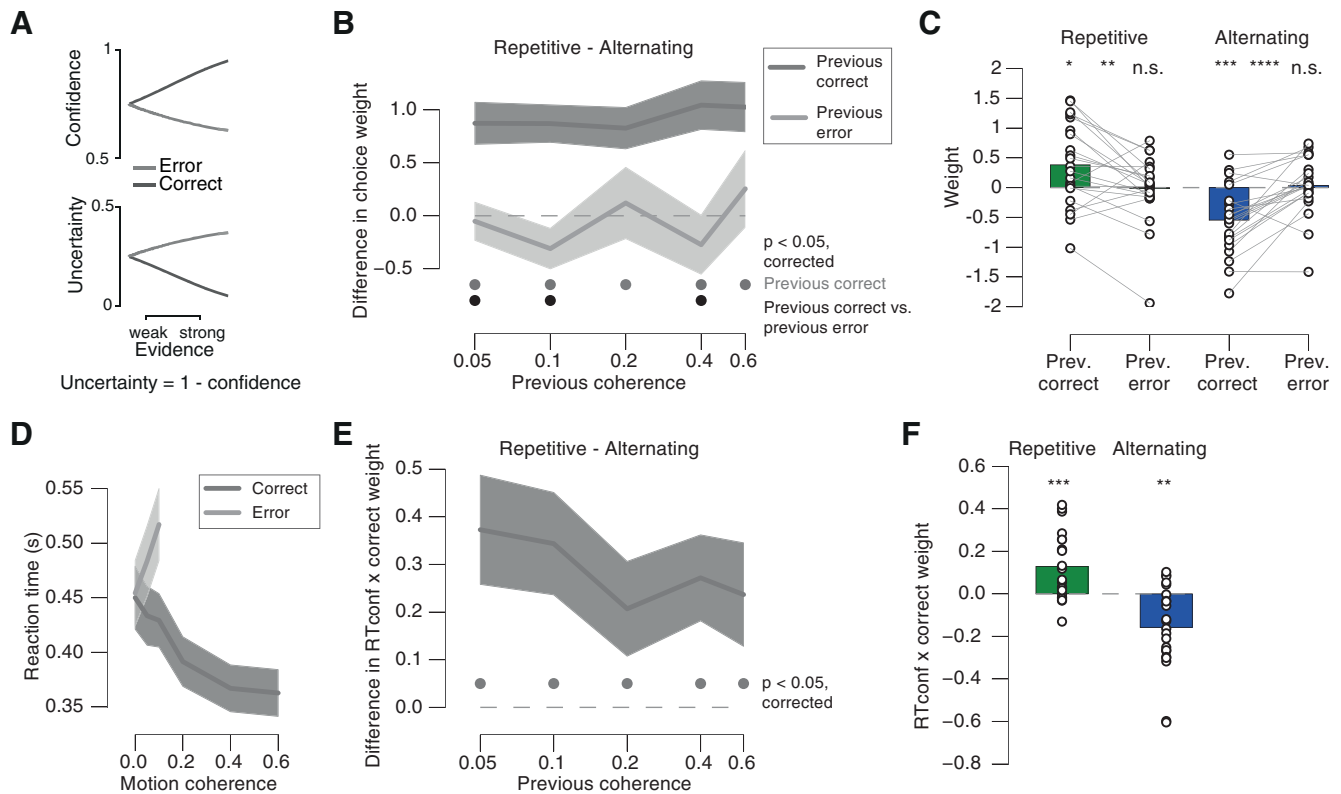 A
1
Confidence
0.5
Error
Correct
0.5
Uncertainty
0
weak strong
Evidence
Uncertainty = 1 - confidence
B
Repetitive - Alternating
Previous
correct
Previous
error
Difference in choice weight
1.0
0.5
0.0
−0.5
p < 0.05,
corrected
Previous correct
Previous correct vs.
previous error
0.05 0.1 0.2 0.4 0.6
Previous coherence
C
Repetitive Alternating
* ** n.s. *** **** n.s.
Weight
2
1.5
1
0.5
0
-0.5
-1
-1.5
-2
Prev. Prev. Prev. Prev.
correct error correct error
D
Correct
Error
Reaction time (s)
0.55
0.50
0.45
0.40
0.35
0.0 0.2 0.4 0.6
Motion coherence
E
Repetitive - Alternating
Difference in RTconf x correct weight
0.5
0.4
0.3
0.2
0.1
0.0
p < 0.05,
corrected
0.05 0.1 0.2 0.4 0.6
Previous coherence
F
Repetitive Alternating
*** **
RTconf x correct weight
0.6
0.4
0.2
0.0
−0.2
−0.4
−0.6
−0.8